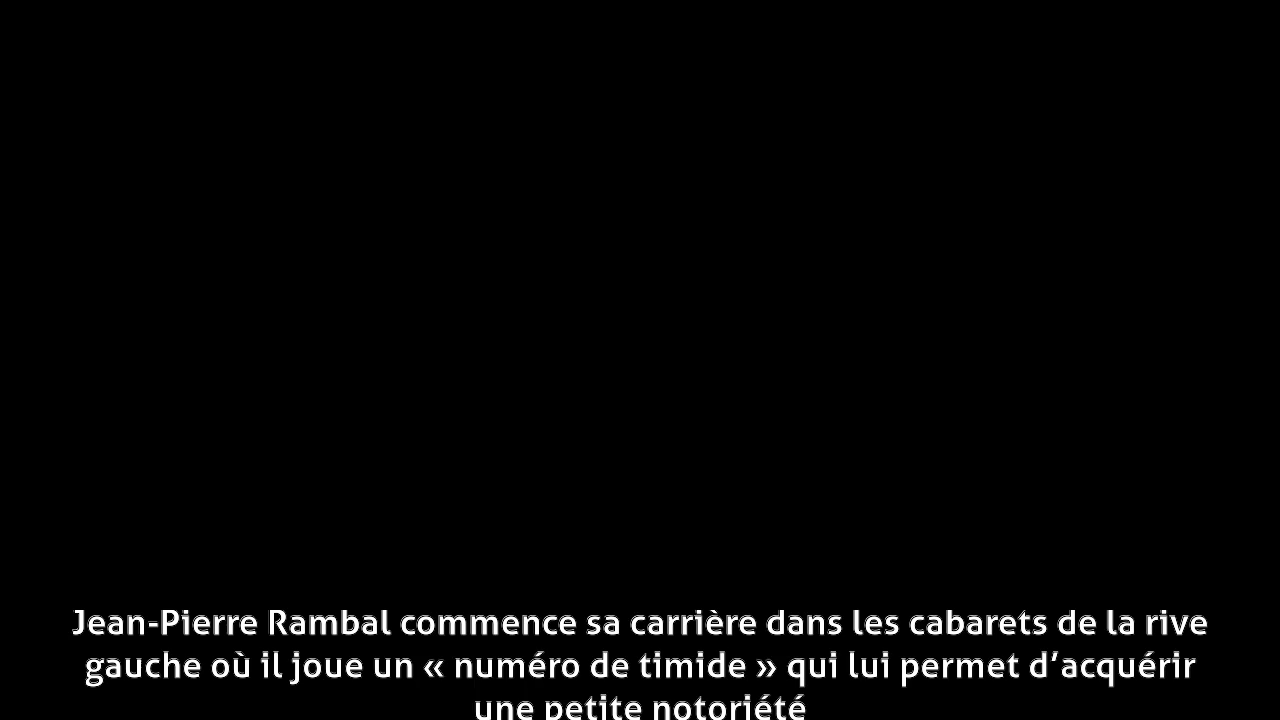 Jean-Pierre Rambal commence sa carrière dans les cabarets de la rive
gauche où il joue un « numéro de timide » qui lui permet d’acquérir
une petite notoriété